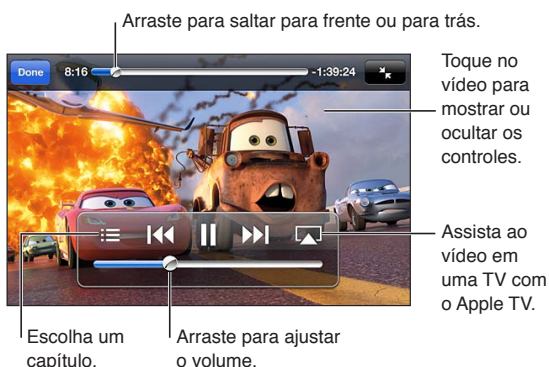 Arraste para saltar para frente ou para trás.
Done
8:16
-1:39:24
Toque no
vídeo para
mostrar ou
ocultar os
controles.
Assista ao
vídeo em
uma TV com
o Apple TV.
Escolha um
capítulo.
Arraste para ajustar
o volume.